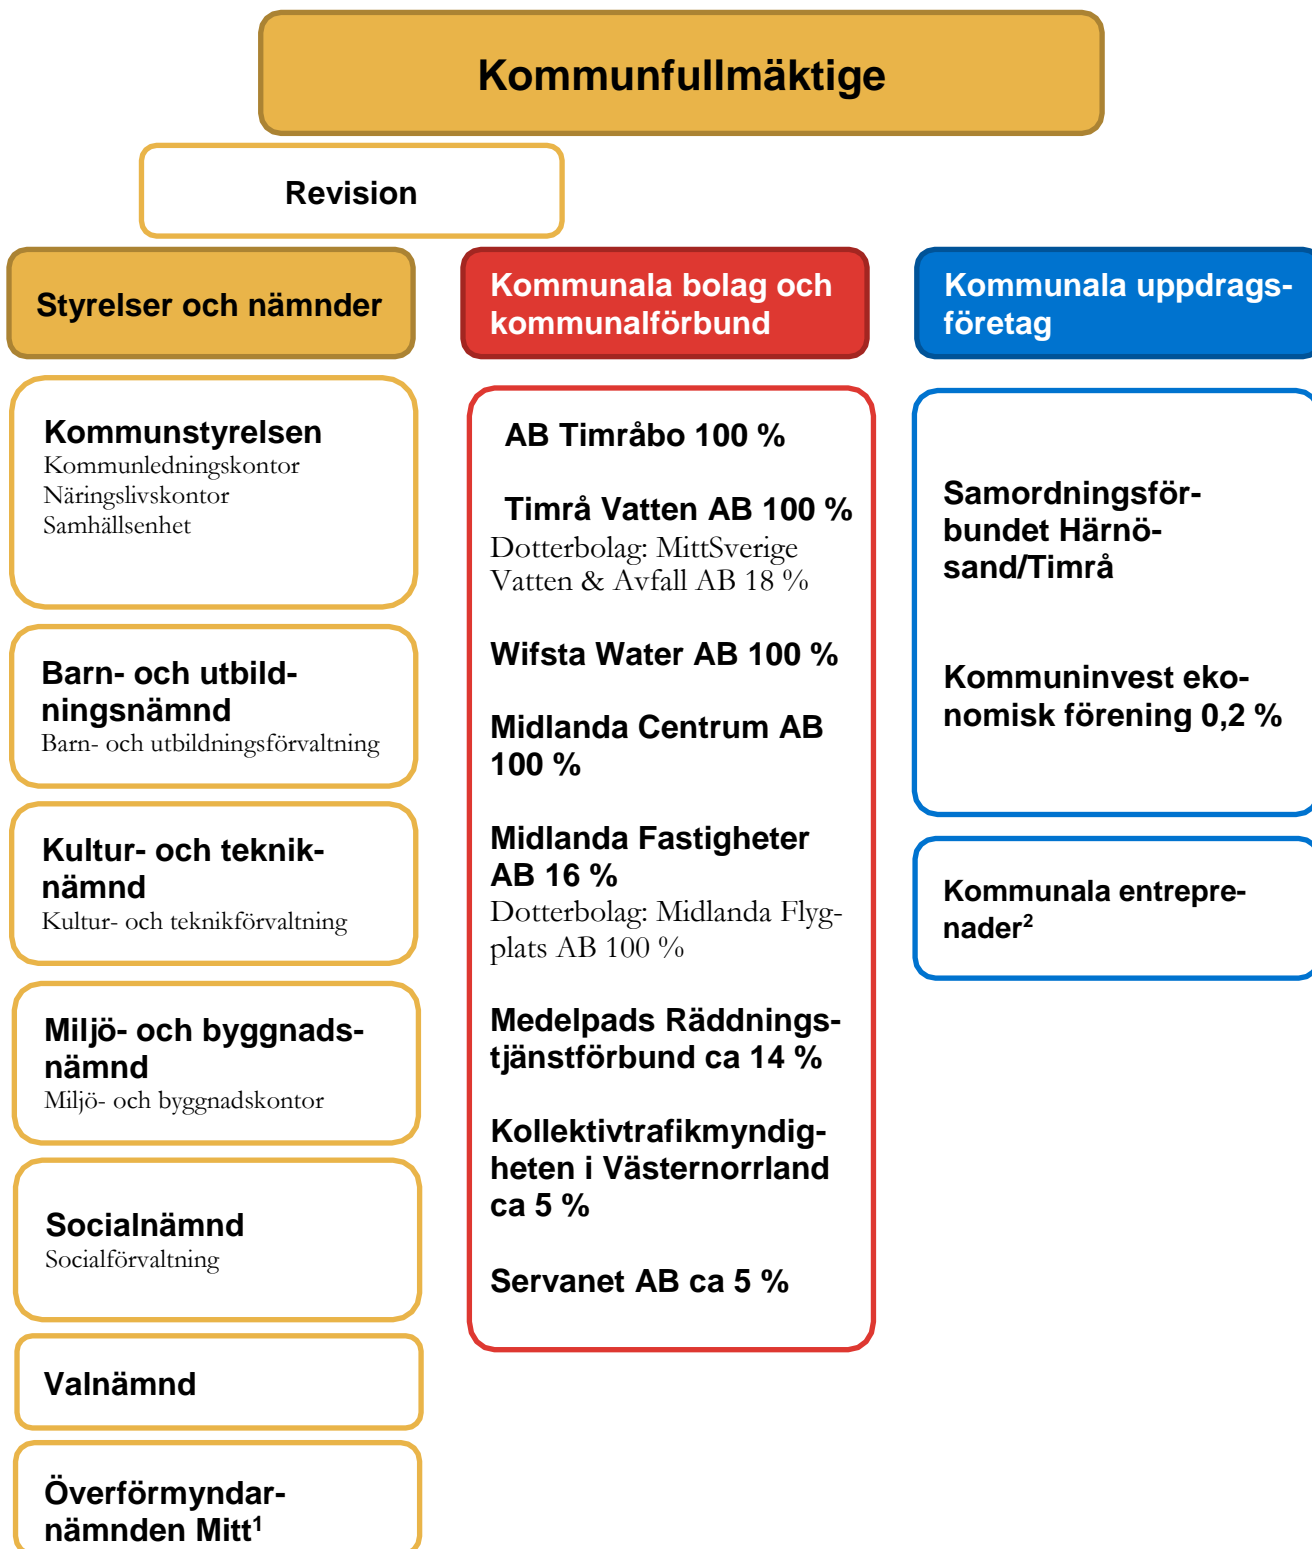 Kommunfullmäktige
Revision
Styrelser och nämnder
Kommunstyrelsen
Kommunledningskontor
Näringslivskontor
Samhällsenhet
Barn- och utbild-
ningsnämnd
Barn- och utbildningsförvaltning
Kultur- och teknik-
nämnd
Kultur- och teknikförvaltning
Miljö- och byggnads-
nämnd
Miljö- och byggnadskontor
Socialnämnd
Socialförvaltning
Valnämnd
Överförmyndar-
nämnden Mitt¹
Kommunala bolag och
kommunalförbund
AB Timråbo 100 %
Timrå Vatten AB 100 %
Dotterbolag: MittSverige
Vatten & Avfall AB 18 %
Wifsta Water AB 100 %
Midlanda Centrum AB
100 %
Midlanda Fastigheter
AB 16 %
Dotterbolag: Midlanda Flyg-
plats AB 100 %
Medelpads Räddnings-
tjänstförbund ca 14 %
Kollektivtrafikmyndig-
heten i Västernorrland
ca 5 %
Servanet AB ca 5 %
Kommunala uppdrags-
företag
Samordningsför-
bundet Härnö-
sand/Timrå
Kommuninvest eko-
nomisk förening 0,2 %
Kommunala entrepre-
nader²